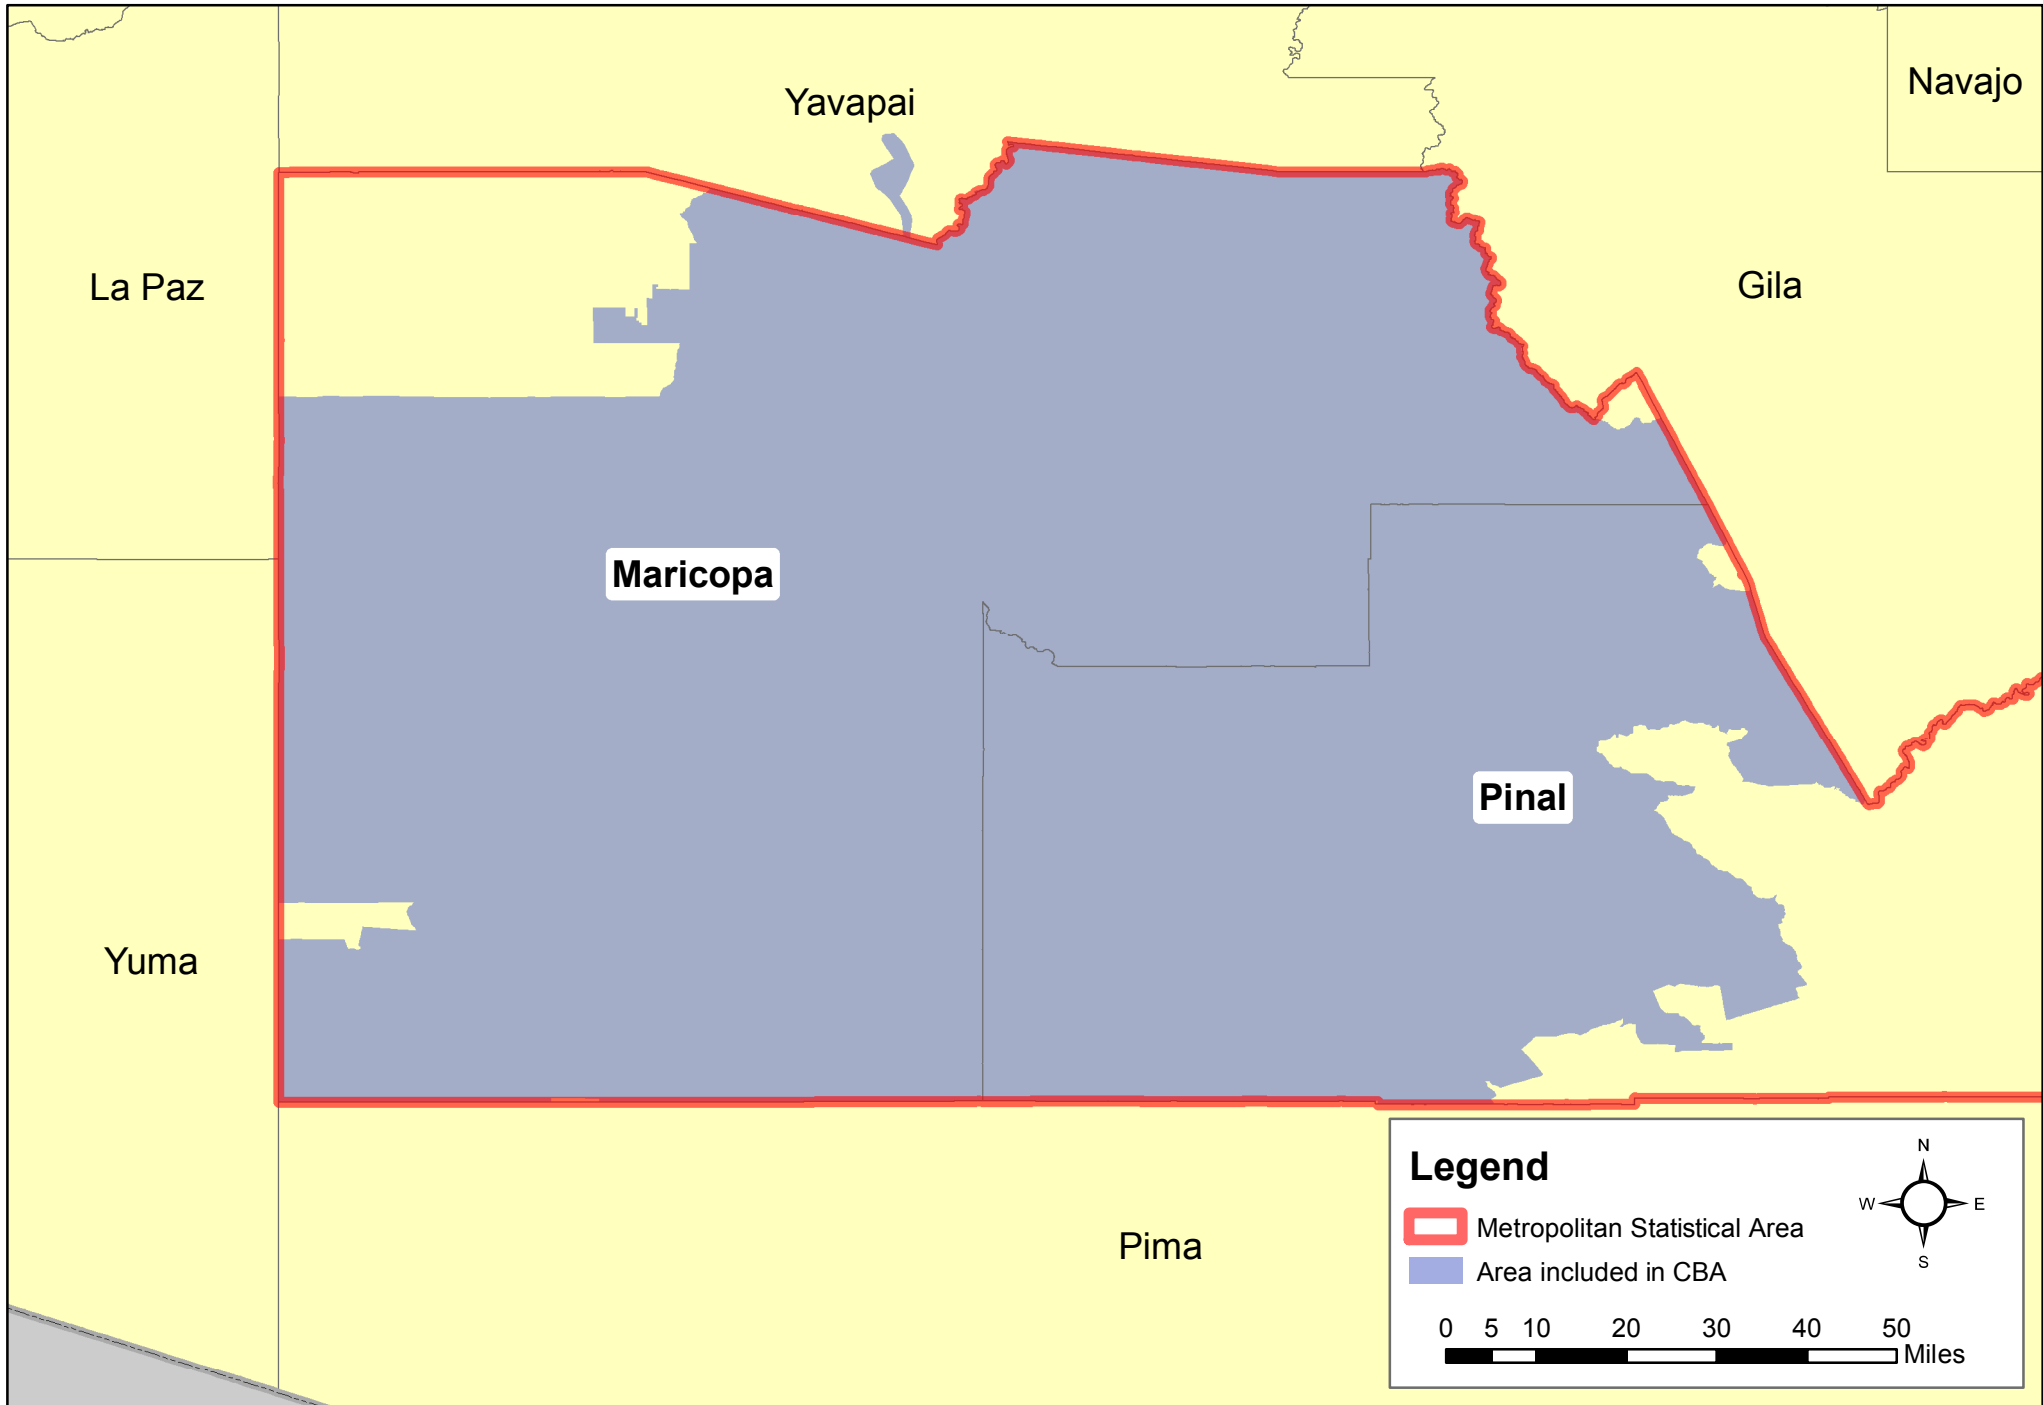 Yavapai
Navajo
La Paz
Gila
Maricopa
Pinal
Yuma
Pima
Legend
N
W E
S
Metropolitan Statistical Area
Area included in CBA
0 5 10 20 30 40 50
Miles